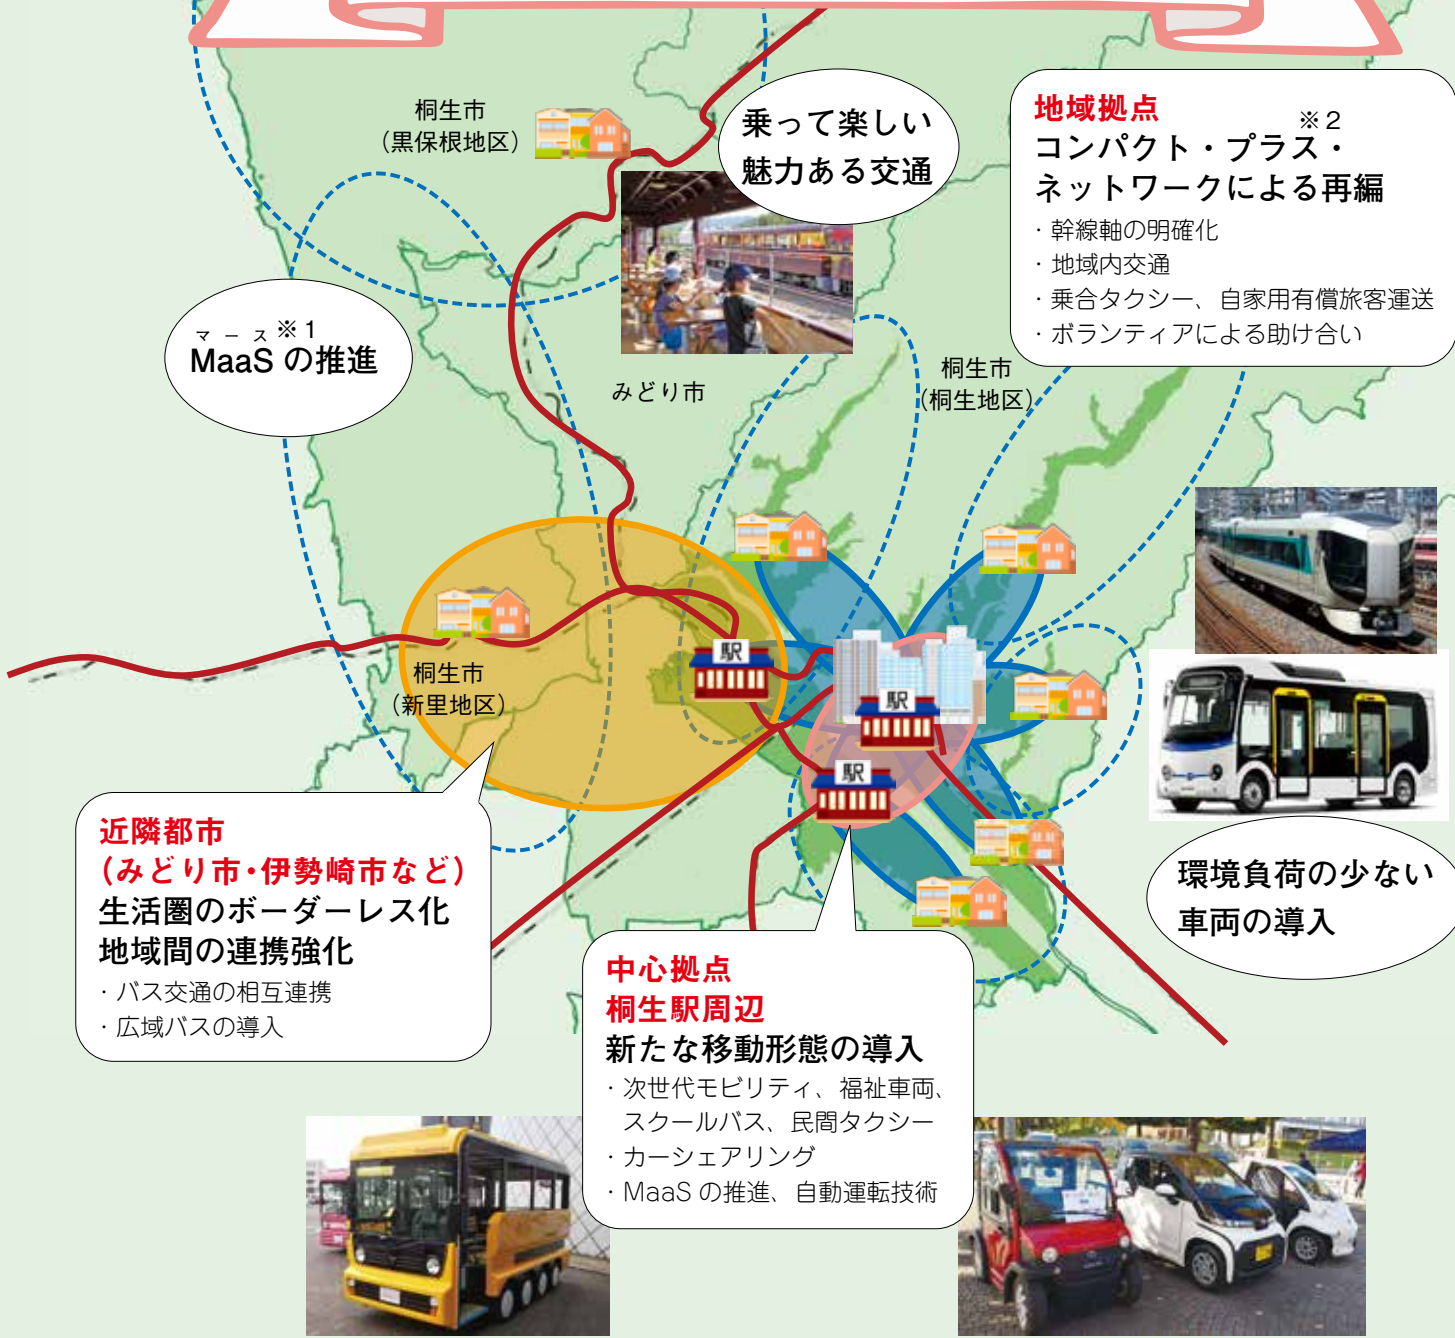 桐生市
（黒保根地区）
乗って楽しい
魅力ある交通
地域拠点
※2
コンパクト・プラス・
ネットワークによる再編
・幹線軸の明確化
・地域内交通
・乗合タクシー、自家用有償旅客運送
・ボランティアによる助け合い
マース※1
MaaS の推進
みどり市
桐生市
（桐生地区）
桐生市
（新里地区）
駅
駅
駅
近隣都市
（みどり市・伊勢崎市など）
生活圏のボーダーレス化
地域間の連携強化
・バス交通の相互連携
・広域バスの導入
環境負荷の少ない
車両の導入
中心拠点
桐生駅周辺
新たな移動形態の導入
・次世代モビリティ、福祉車両、
スクールバス、民間タクシー
・カーシェアリング
・MaaS の推進、自動運転技術